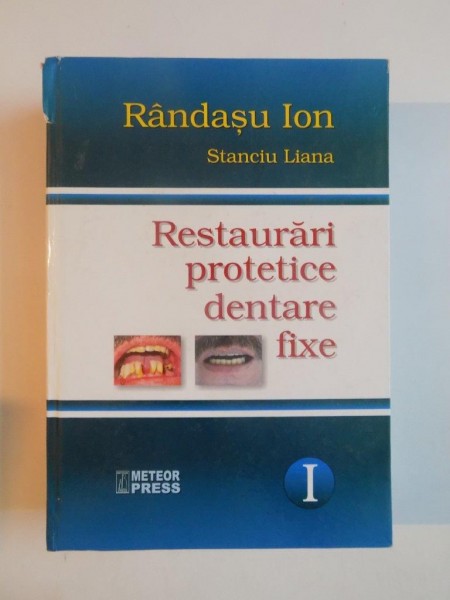 Rândașu Ion
Stanciu Liana
Restaurări
protetice
dentare
fixe
METEOR
PRESS
I